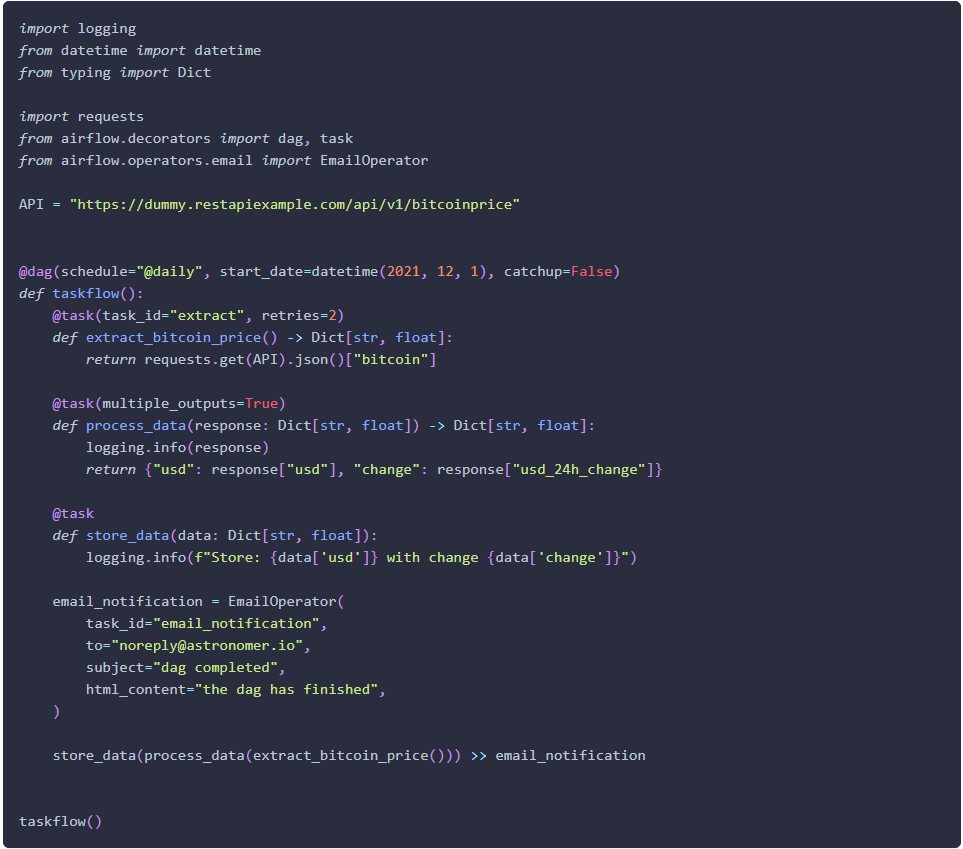 import logging
from datetime import datetime
from typing import Dict

import requests
from airflow.decorators import dag, task
from airflow.operators.email import EmailOperator

API = "https://dummy.restapiexample.com/api/v1/bitcoinprice"


@dag(schedule="@daily", start_date=datetime(2021, 12, 1), catchup=False)
def taskflow():
    @task(task_id="extract", retries=2)
    def extract_bitcoin_price() -> Dict[str, float]:
        return requests.get(API).json()["bitcoin"]

    @task(multiple_outputs=True)
    def process_data(response: Dict[str, float]) -> Dict[str, float]:
        logging.info(response)
        return {"usd": response["usd"], "change": response["usd_24h_change"]}

    @task
    def store_data(data: Dict[str, float]):
        logging.info(f"Store: {data['usd']} with change {data['change']}")

    email_notification = EmailOperator(
        task_id="email_notification",
        to="noreply@astronomer.io",
        subject="dag completed",
        html_content="the dag has finished",
    )

    store_data(process_data(extract_bitcoin_price())) >> email_notification


taskflow()